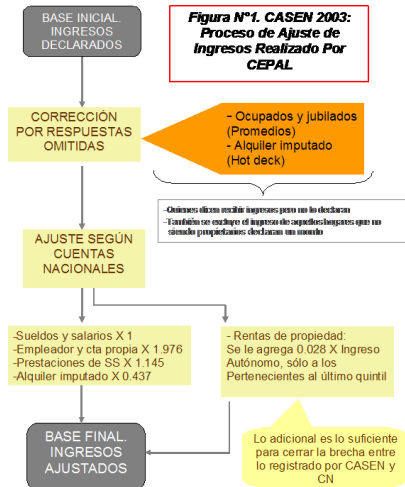 BASE INICIAL.
INGRESOS
DECLARADOS
Figura Nº1. CASEN 2003:
Proceso de Ajuste de
Ingresos Realizado Por
CEPAL
CORRECCIÓN
POR RESPUESTAS
OMITIDAS
- Ocupados y jubilados
(Promedios)
- Alquiler imputado
(Hot deck)
-Quienes dizen recibir ingresos pero no lo declaran
-También se excluye el ingreso de aquellos hogares que no
siendo propietarios declaran un monto
AJUSTE SEGÚN
CUENTAS
NACIONALES
-Sueldos y salarios X 1
-Empleador y cta propia X 1.976
-Prestaciones de SS X 1.145
-Alquiler imputado X 0.437
- Rentas de propiedad:
Se le agrega 0.028 X Ingreso
Autónomo, sólo a los
Pertenecientes al último quintil
BASE FINAL.
INGRESOS
AJUSTADOS
Lo adicional es lo suficiente
para cerrar la brecha entre
lo registrado por CASEN y
CN